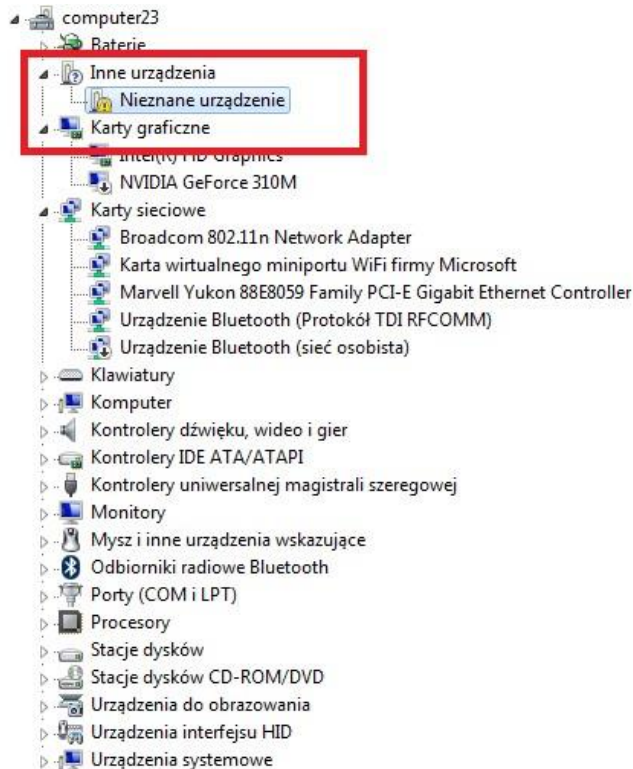 computer23
Baterie
Inne urządzenia
Nieznane urządzenie
Karty graficzne
Intel(R) HD Graphics
NVIDIA GeForce 310M
Karty sieciowe
Broadcom 802.11n Network Adapter
Karta wirtualnego miniportu WiFi firmy Microsoft
Marvell Yukon 88E8059 Family PCI-E Gigabit Ethernet Controller
Urządzenie Bluetooth (Protokół TDI RFCOMM)
Urządzenie Bluetooth (sieć osobista)
Klawiatury
Komputer
Kontrolery dźwięku, wideo i gier
Kontrolery IDE ATA/ATAPI
Kontrolery uniwersalnej magistrali szeregowej
Monitory
Mysz i inne urządzenia wskazujące
Odbiorniki radiowe Bluetooth
Porty (COM i LPT)
Procesory
Stacje dysków
Stacje dysków CD-ROM/DVD
Urządzenia do obrazowania
Urządzenia interfejsu HID
Urządzenia systemowe